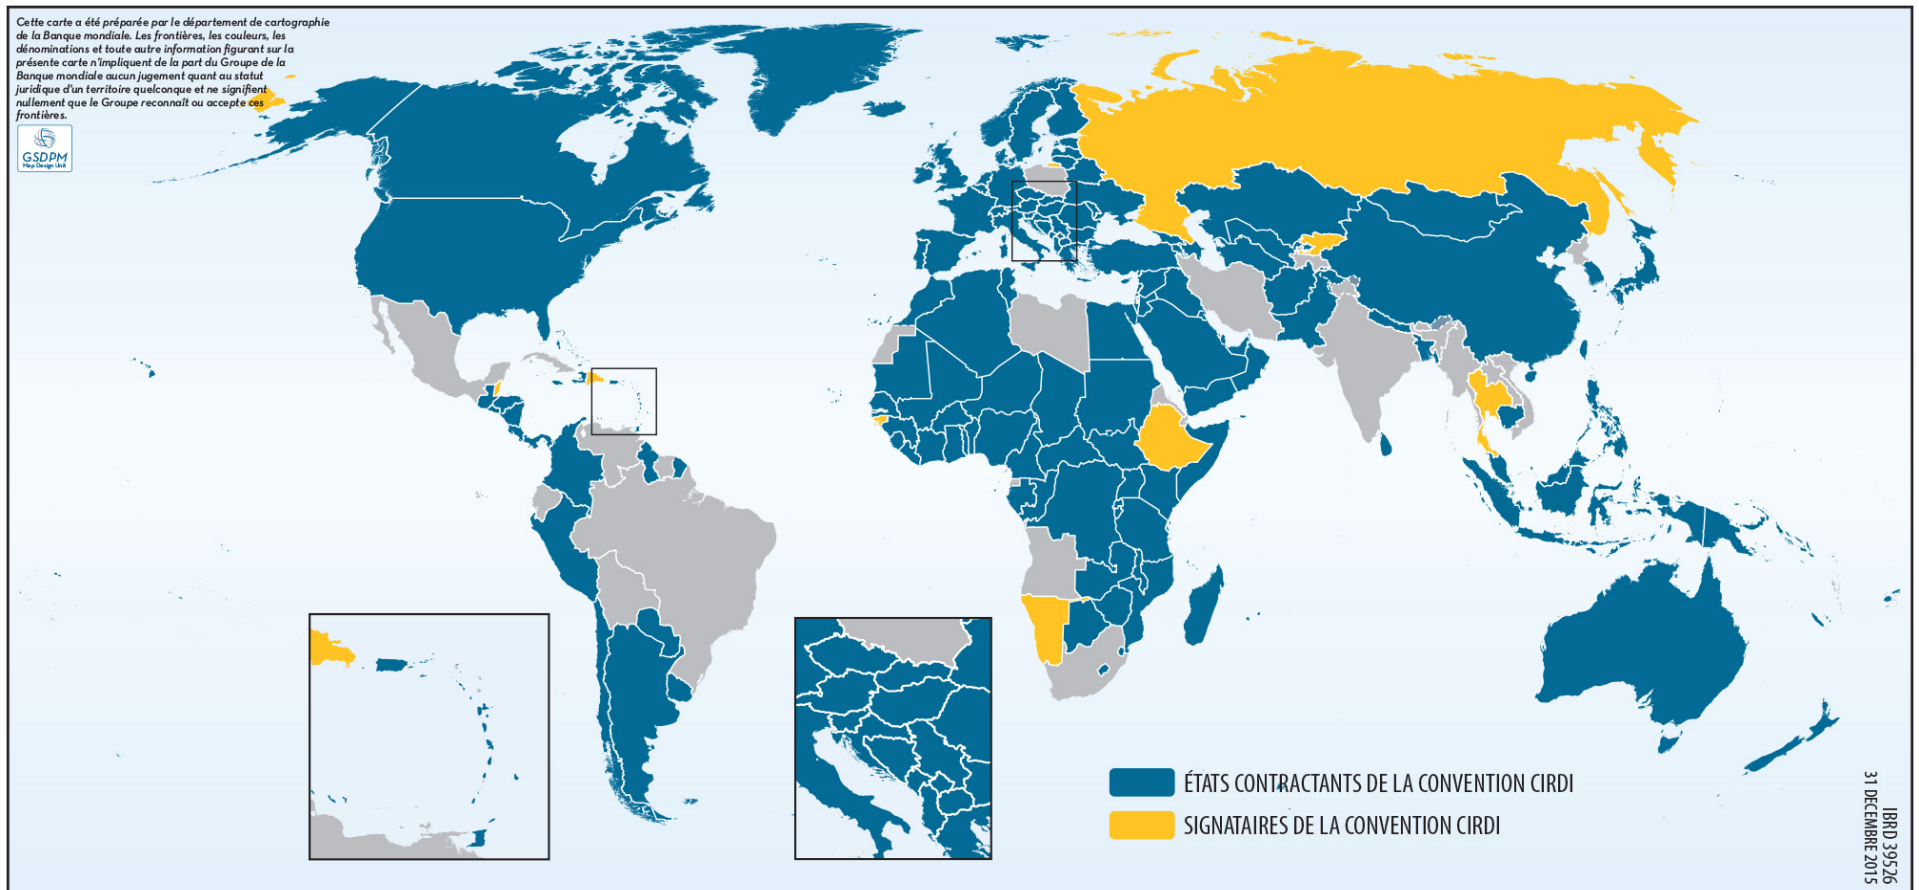 Cette carte a été préparée par le département de cartographie
de la Banque mondiale. Les frontières, les couleurs, les
dénominations et toute autre information figurant sur la
présente carte n'impliquent de la part du Groupe de la
Banque mondiale aucun jugement quant au statut
juridique d'un territoire quelconque et ne signifient
nullement que le Groupe reconnaît ou accepte ces
frontières.
GSDPM
Map Design Unit
ÉTATS CONTRACTANTS DE LA CONVENTION CIRDI
SIGNATAIRES DE LA CONVENTION CIRDI
IBRD 39526
31 DECEMBRE 2015